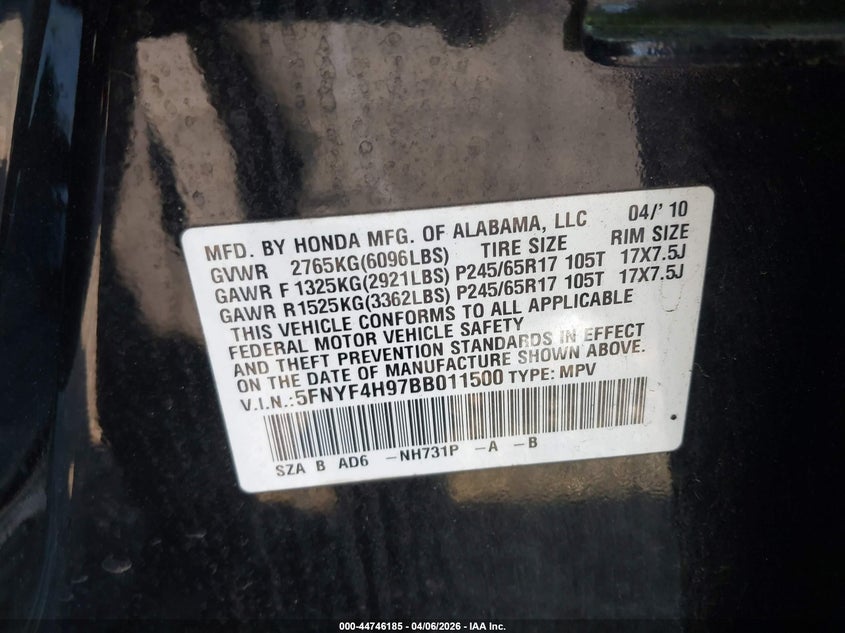 MFD. BY HONDA MFG. OF ALABAMA, LLC 04/'10
GVWR 2765KG(6096LBS) TIRE SIZE RIM SIZE
GAWR F 1325KG(2921LBS) P245/65R17 105T 17X7.5J
GAWR R1525KG(3362LBS) P245/65R17 105T 17X7.5J
THIS VEHICLE CONFORMS TO ALL APPLICABLE
FEDERAL MOTOR VEHICLE SAFETY
AND THEFT PREVENTION STANDARDS IN EFFECT
ON THE DATE OF MANUFACTURE SHOWN ABOVE.
V.I.N.:5FNYF4H97BB011500 TYPE: MPV
SZA B AD6 -NH731P -A -B
000-44746185 - 04/06/2026 - IAA Inc.